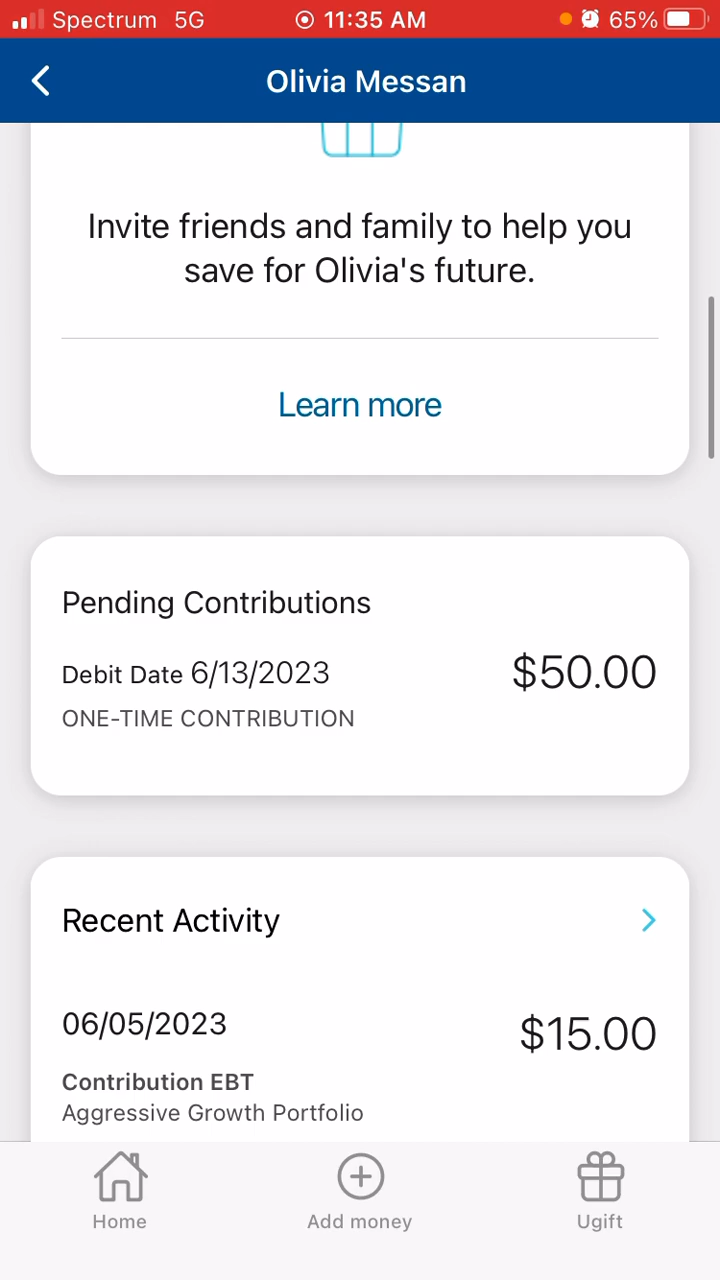 Spectrum 5G 11:35 AM 65%
Olivia Messan
Invite friends and family to help you
save for Olivia's future.
Learn more
Pending Contributions
Debit Date 6/13/2023 $50.00
ONE-TIME CONTRIBUTION
Recent Activity
06/05/2023 $15.00
Contribution EBT
Aggressive Growth Portfolio
Home Add money Ugift